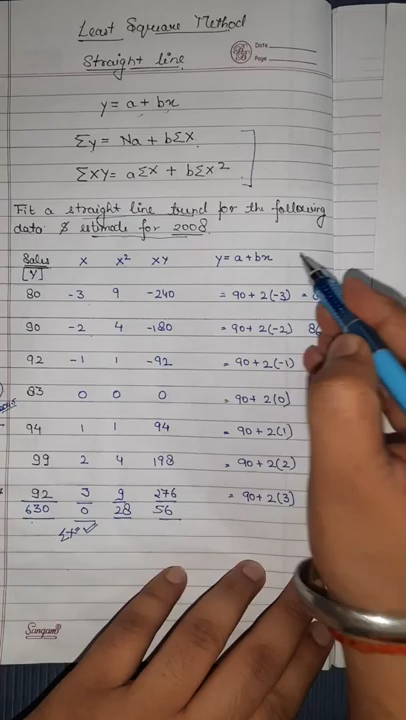 Least Square Method
Straight line
Date
Page
y = a + bx
Σy = Na + bΣx
Σxy = aΣx + bΣx²
Fit a straight line trend for the following
data & estimate for 2008.
Sales X X² XY y = a + bx
[Y]
80 -3 9 -240 = 90+2(-3) =
90 -2 4 -180 = 90+2(-2)
92 -1 1 -92 = 90+2(-1)
83 0 0 0 = 90+2(0)
94 1 1 94 = 90+2(1)
99 2 4 198 = 90+2(2)
92 3 9 276 = 90+2(3)
630 0 28 56
Sangam